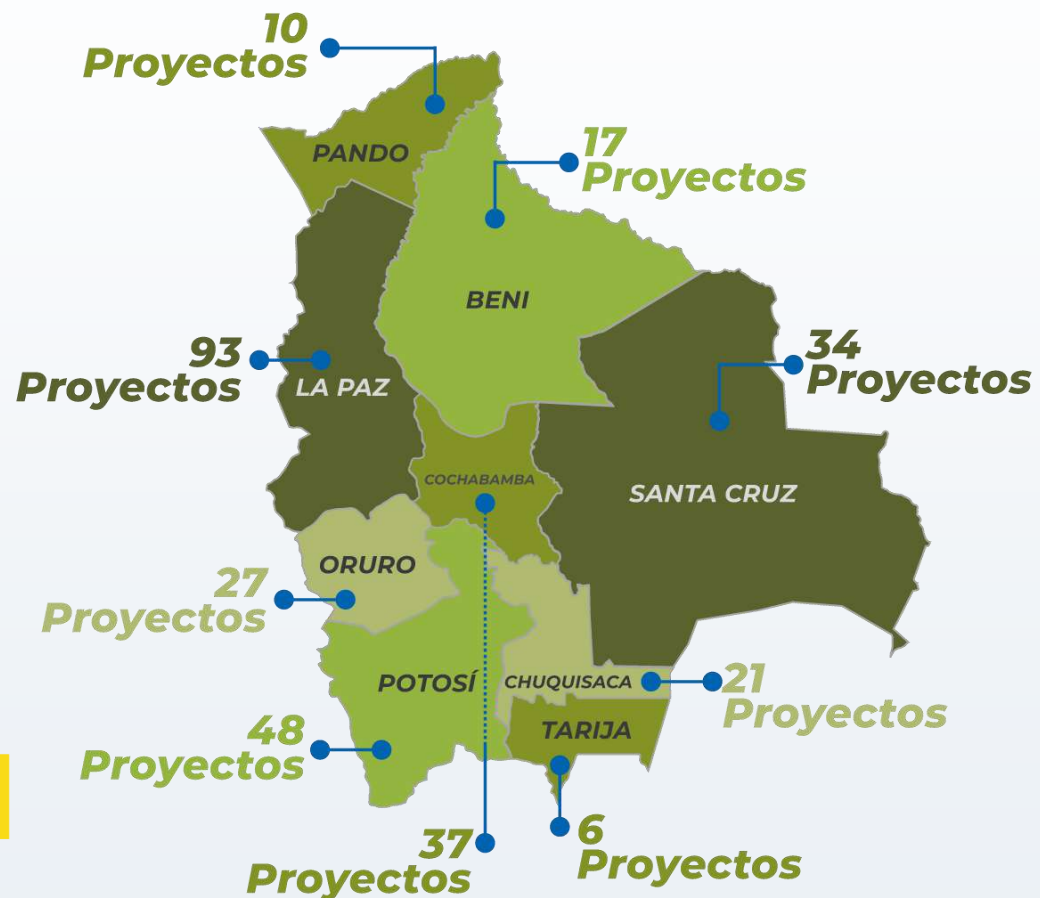 10
Proyectos
PANDO
17
Proyectos
BENI
93
Proyectos
LA PAZ
34
Proyectos
COCHABAMBA
SANTA CRUZ
ORURO
27
Proyectos
POTOSÍ
CHUQUISACA
21
Proyectos
TARIJA
48
Proyectos
37
Proyectos
6
Proyectos